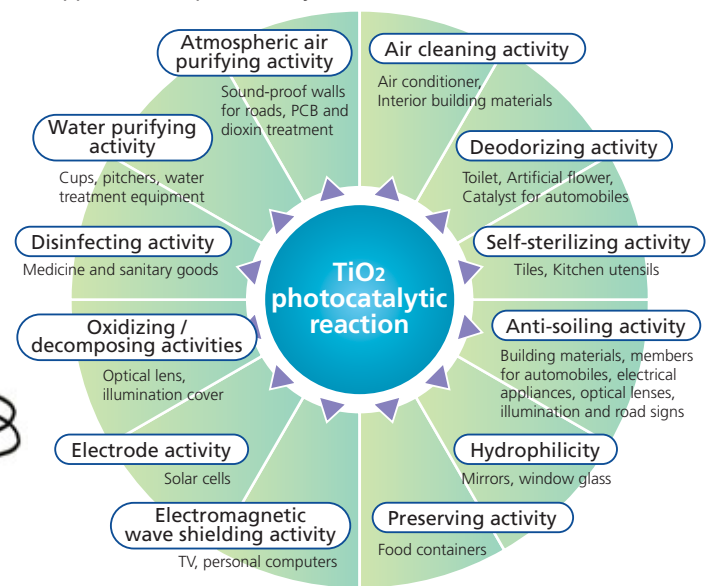 Atmospheric air
purifying activity
Sound-proof walls
for roads, PCB and
dioxin treatment
Air cleaning activity
Air conditioner,
Interior building materials
Water purifying
activity
Cups, pitchers, water
treatment equipment
Deodorizing activity
Toilet, Artificial flower,
Catalyst for automobiles
Disinfecting activity
Medicine and sanitary goods
Self-sterilizing activity
Tiles, Kitchen utensils
TiO2
photocatalytic
reaction
Oxidizing /
decomposing activities
Optical lens,
illumination cover
Anti-soiling activity
Building materials, members
for automobiles, electrical
appliances, optical lenses,
illumination and road signs
Electrode activity
Solar cells
Hydrophilicity
Mirrors, window glass
Electromagnetic
wave shielding activity
TV, personal computers
Preserving activity
Food containers